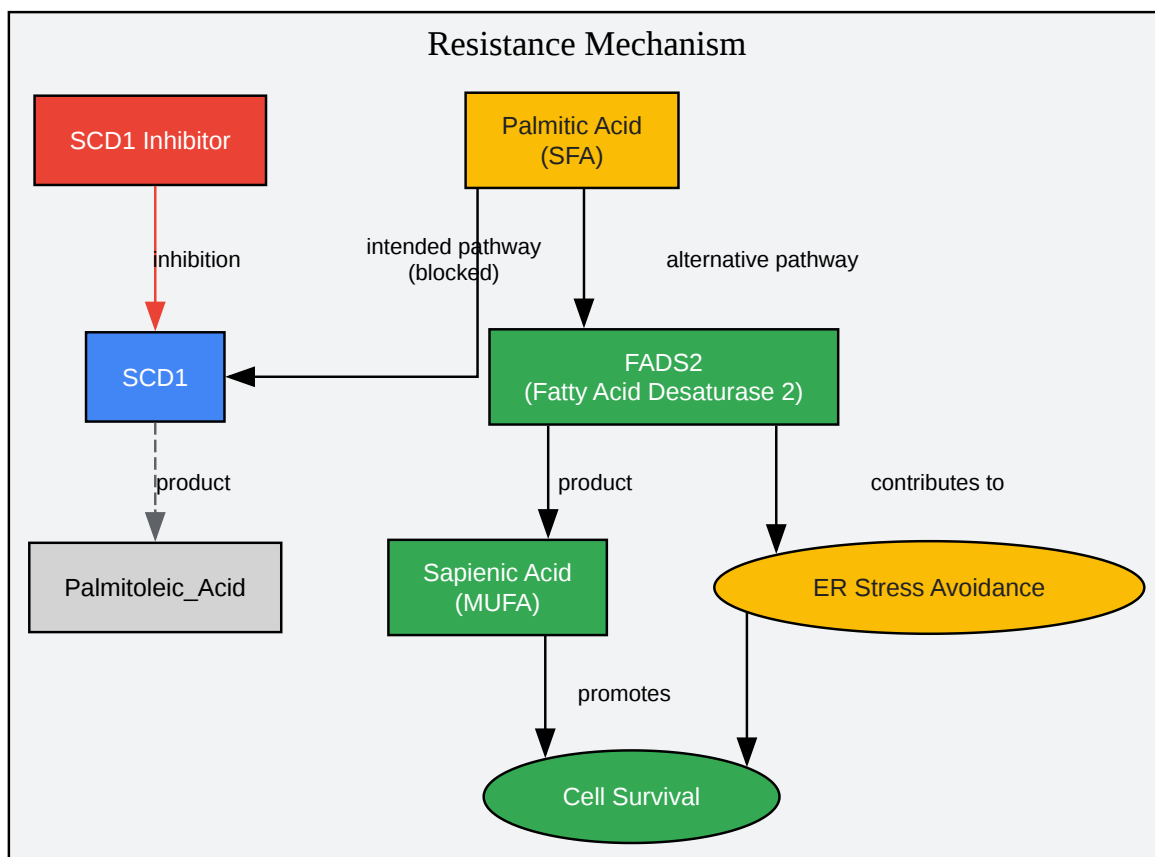 Resistance Mechanism
SCD1 Inhibitor
Palmitic Acid
(SFA)
inhibition
intended pathway
(blocked)
alternative pathway
SCD1
FADS2
(Fatty Acid Desaturase 2)
product
product
contributes to
Palmitoleic_Acid
Sapienic Acid
(MUFA)
ER Stress Avoidance
promotes
Cell Survival